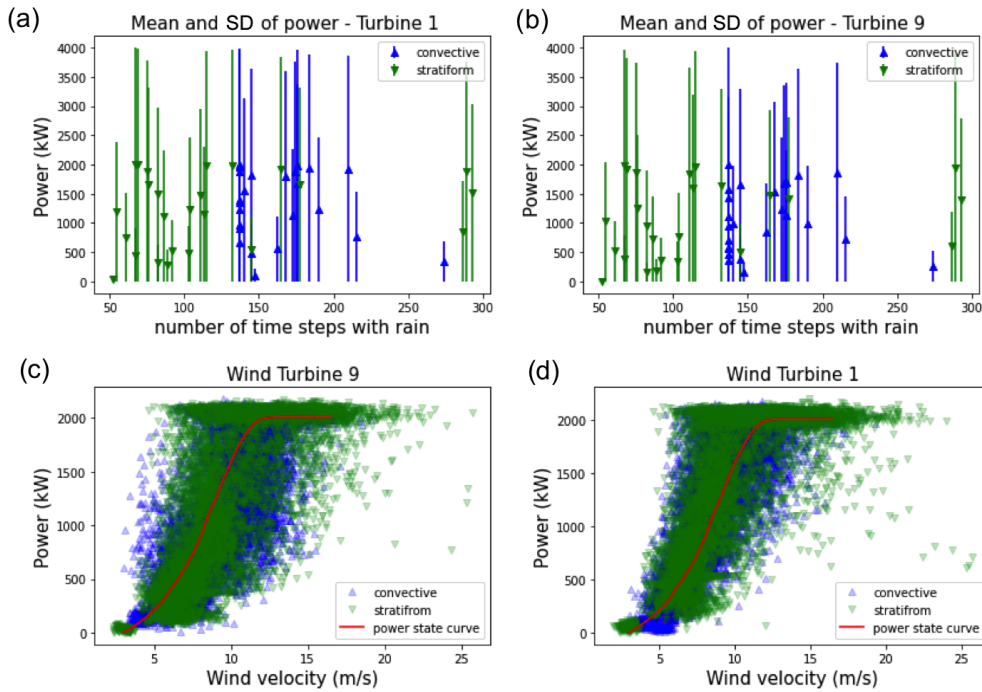 (a)
Mean and SD of power - Turbine 1
4000
3500
3000
2500
2000
1500
1000
500
0
Power (kW)
convective
stratiform
50 100 150 200 250 300
number of time steps with rain
(b)
Mean and SD of power - Turbine 9
4000
3500
3000
2500
2000
1500
1000
500
0
Power (kW)
convective
stratiform
50 100 150 200 250 300
number of time steps with rain
(c)
Wind Turbine 9
2000
1500
1000
500
0
Power (kW)
convective
stratifrom
power state curve
5 10 15 20 25
Wind velocity (m/s)
(d)
Wind Turbine 1
2000
1500
1000
500
0
Power (kW)
convective
stratifrom
power state curve
5 10 15 20 25
Wind velocity (m/s)